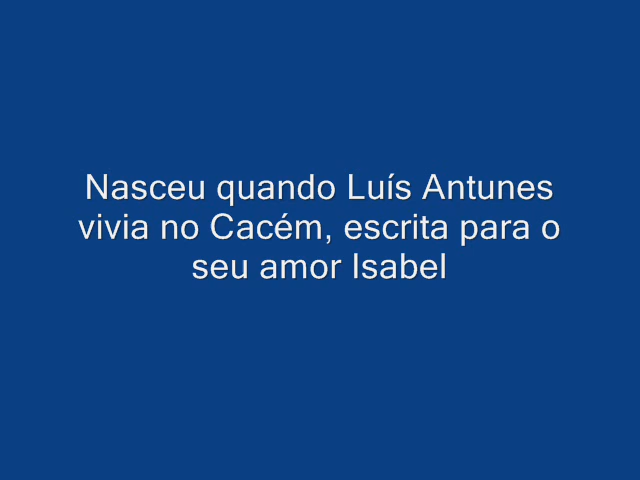 Nasceu quando Luís Antunes
vivia no Cacém, escrita para o
seu amor Isabel